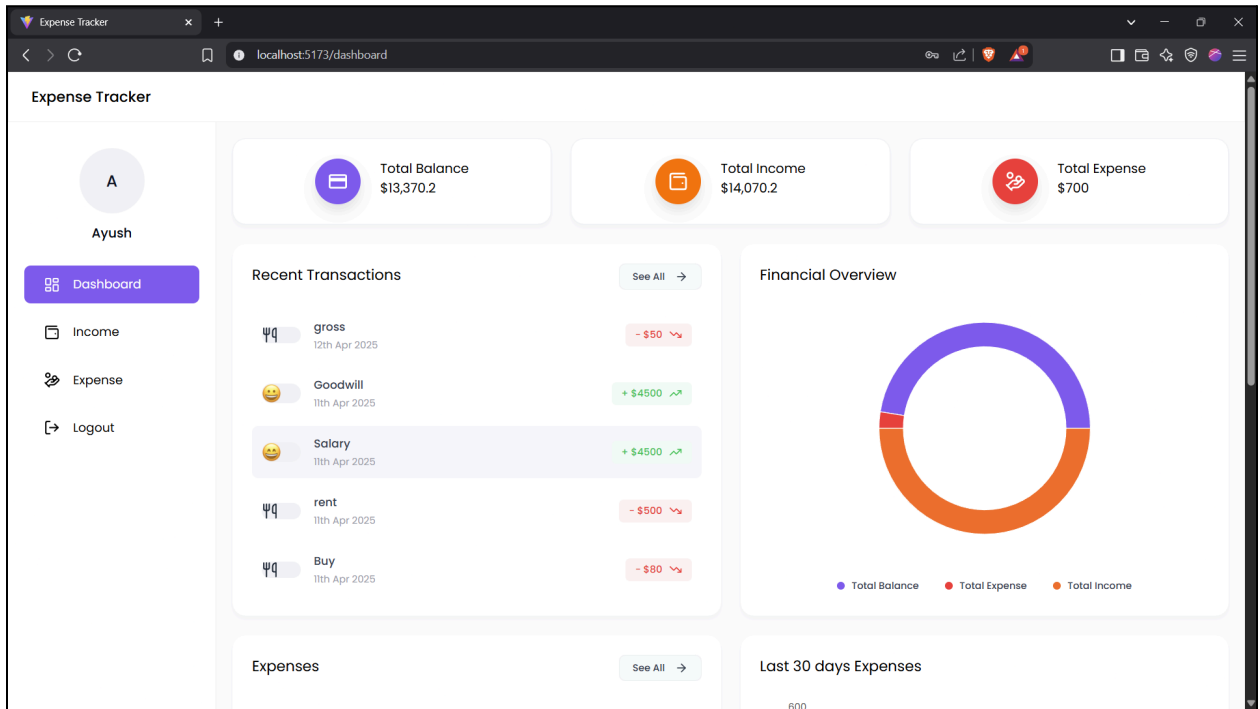 Expense Tracker
localhost:5173/dashboard
1
Expense Tracker
A
Ayush
Dashboard
Income
Expense
Logout
Total Balance
$13,370.2
Total Income
$14,070.2
Total Expense
$700
Recent Transactions
See All
gross
12th Apr 2025
- $50
Goodwill
11th Apr 2025
+ $4500
Salary
11th Apr 2025
+ $4500
rent
11th Apr 2025
- $500
Buy
11th Apr 2025
- $80
Financial Overview
Total Balance
Total Expense
Total Income
Expenses
See All
Last 30 days Expenses
600